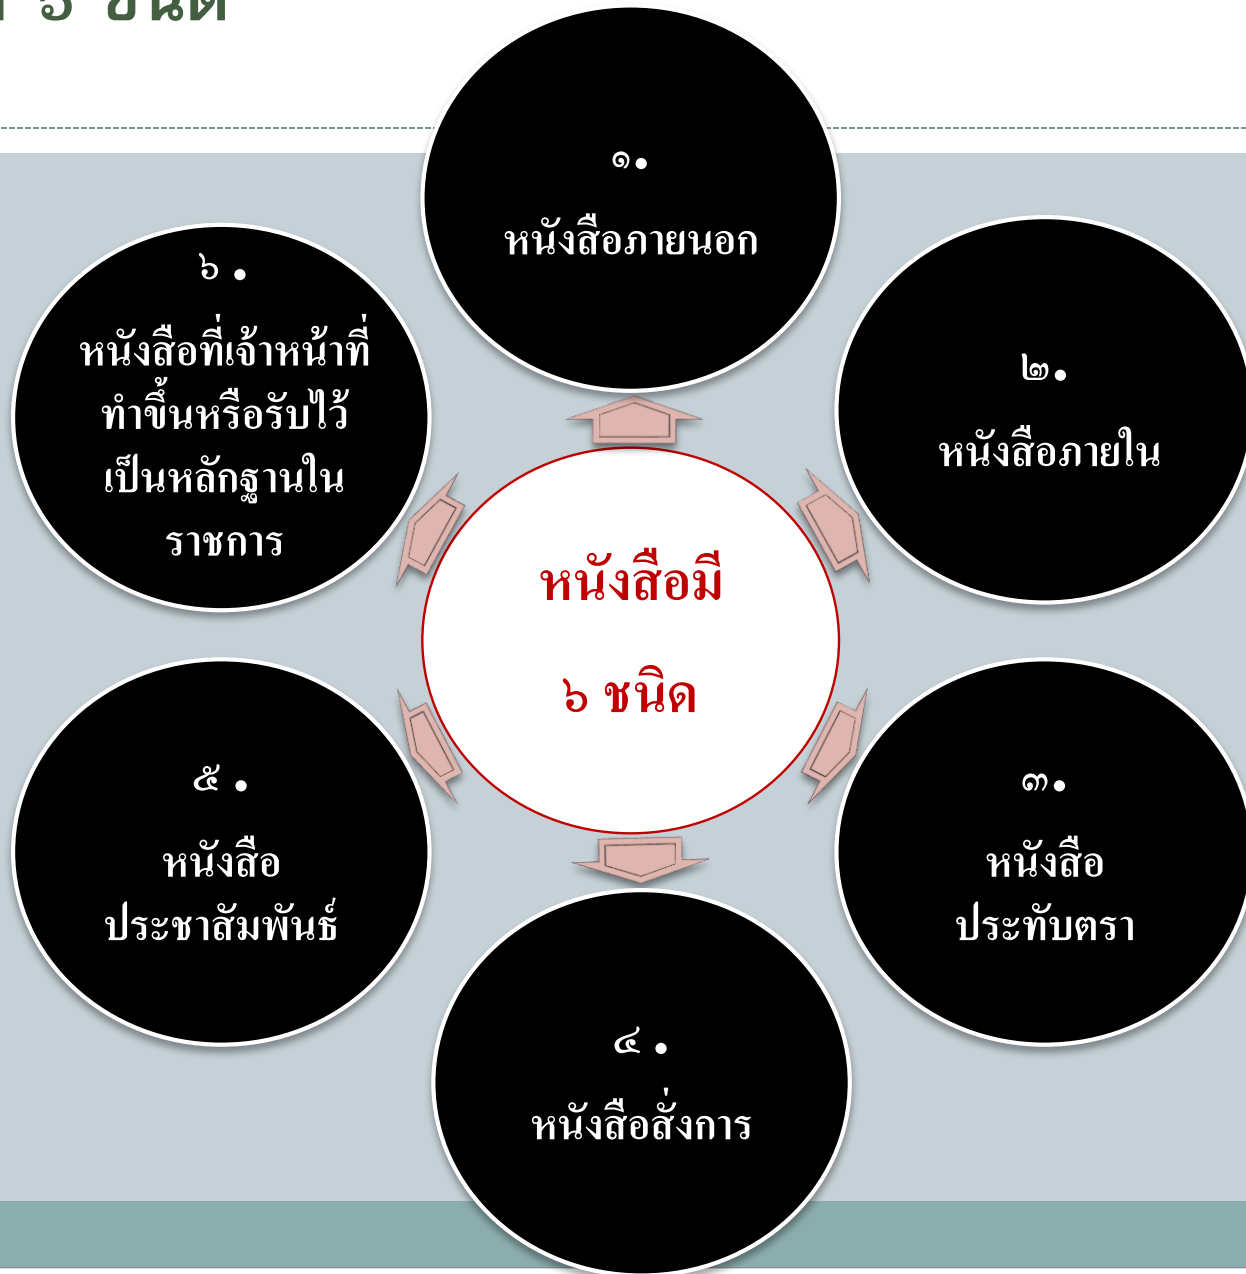 ชนิด
๑.
หนังสือภายนอก
๒.
หนังสือภายใน
๓.
หนังสือ
ประทับตรา
๔ .
หนังสือสั่งการ
๕ .
หนังสือ
ประชาสัมพันธ์
๖ .
หนังสือที่เจ้าหน้าที่
ทำขึ้นหรือรับไว้
เป็นหลักฐานใน
ราชการ
หนังสือมี
๖ ชนิด